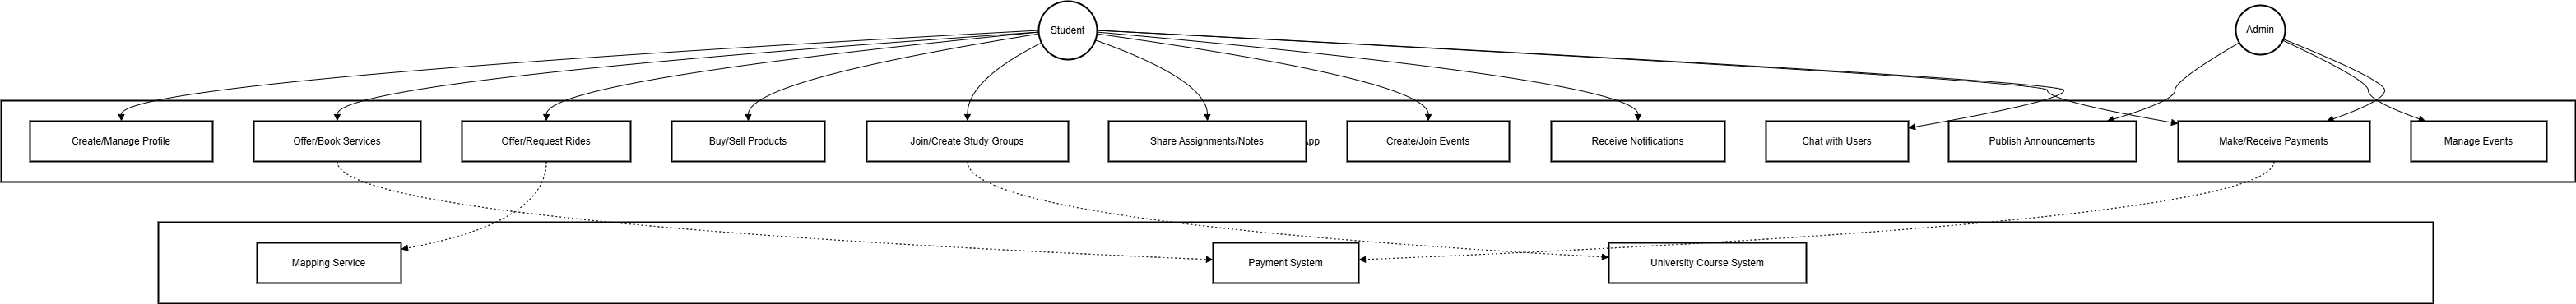 Student
Admin
Create/Manage Profile
Offer/Book Services
Offer/Request Rides
Buy/Sell Products
Join/Create Study Groups
Share Assignments/Notes
Create/Join Events
Receive Notifications
Chat with Users
Publish Announcements
Make/Receive Payments
Manage Events
Mapping Service
Payment System
University Course System